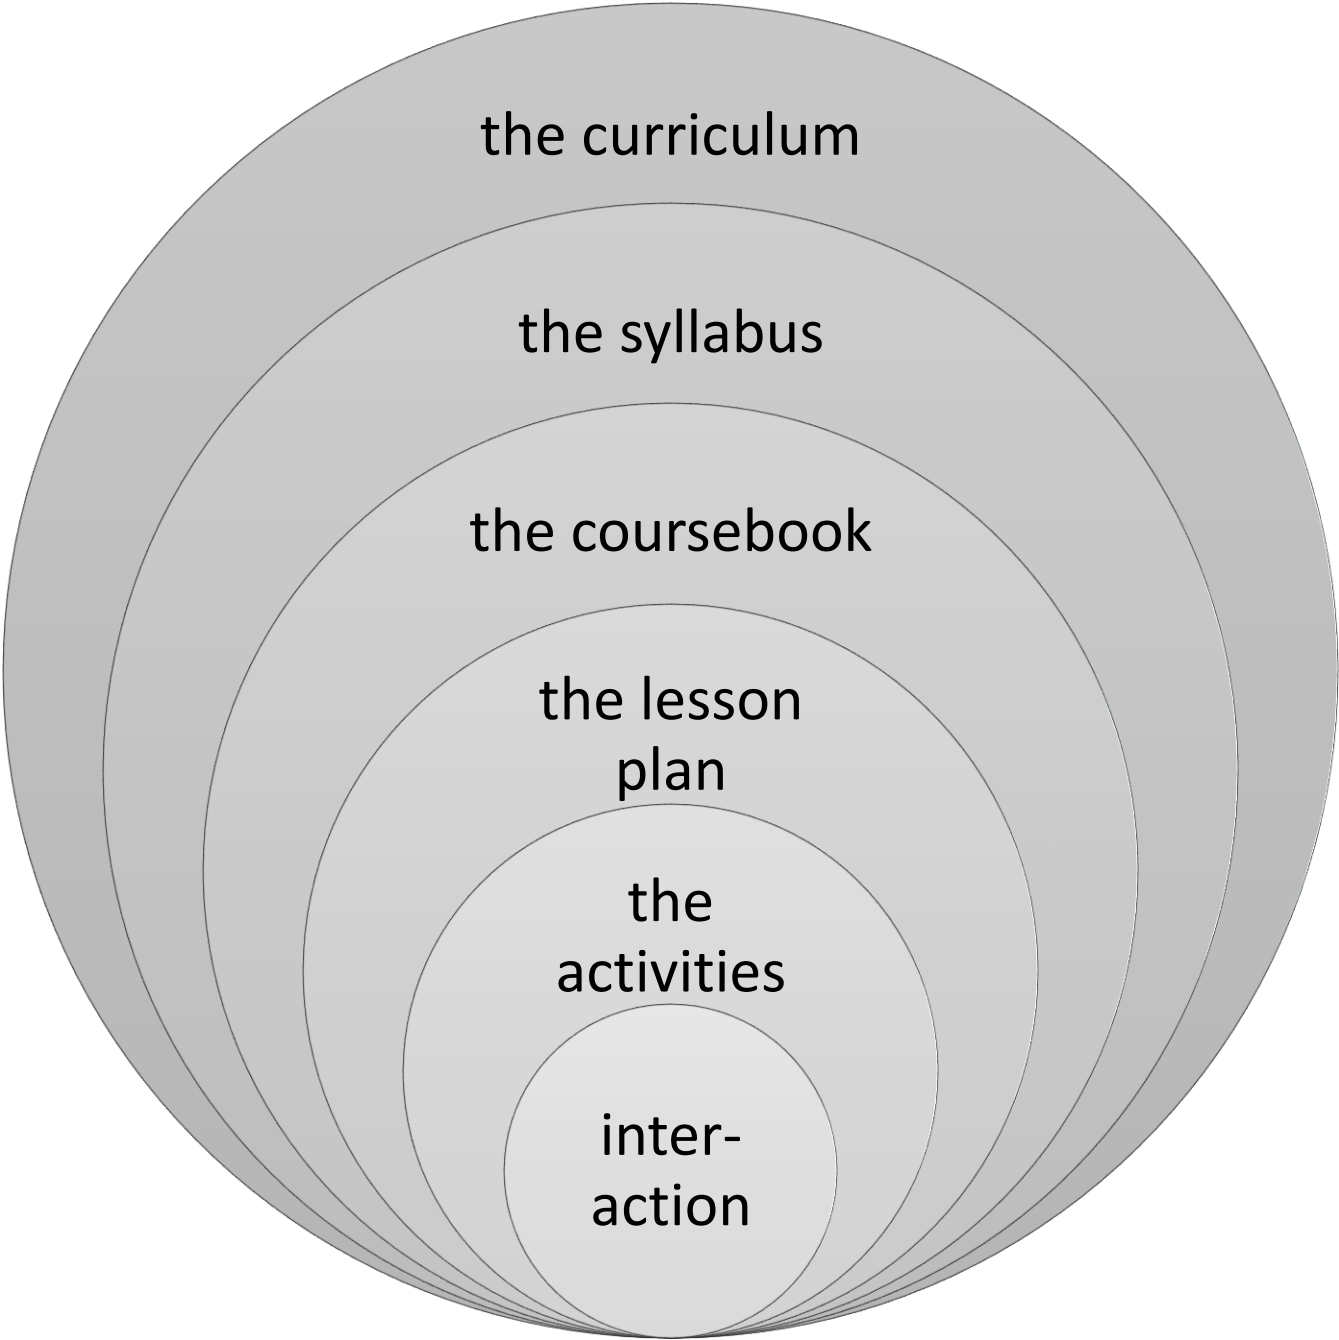 the curriculum
the syllabus
the coursebook
the lesson
plan
the
activities
inter-
action